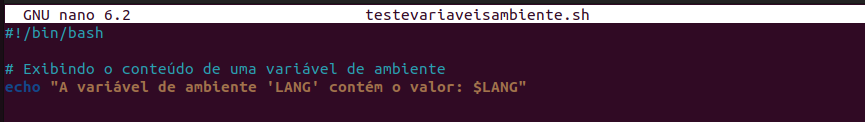 GNU nano 6.2 testevariaveisambiente.sh
#!/bin/bash
# Exibindo o conteúdo de uma variável de ambiente
echo "A variável de ambiente 'LANG' contém o valor: $LANG"